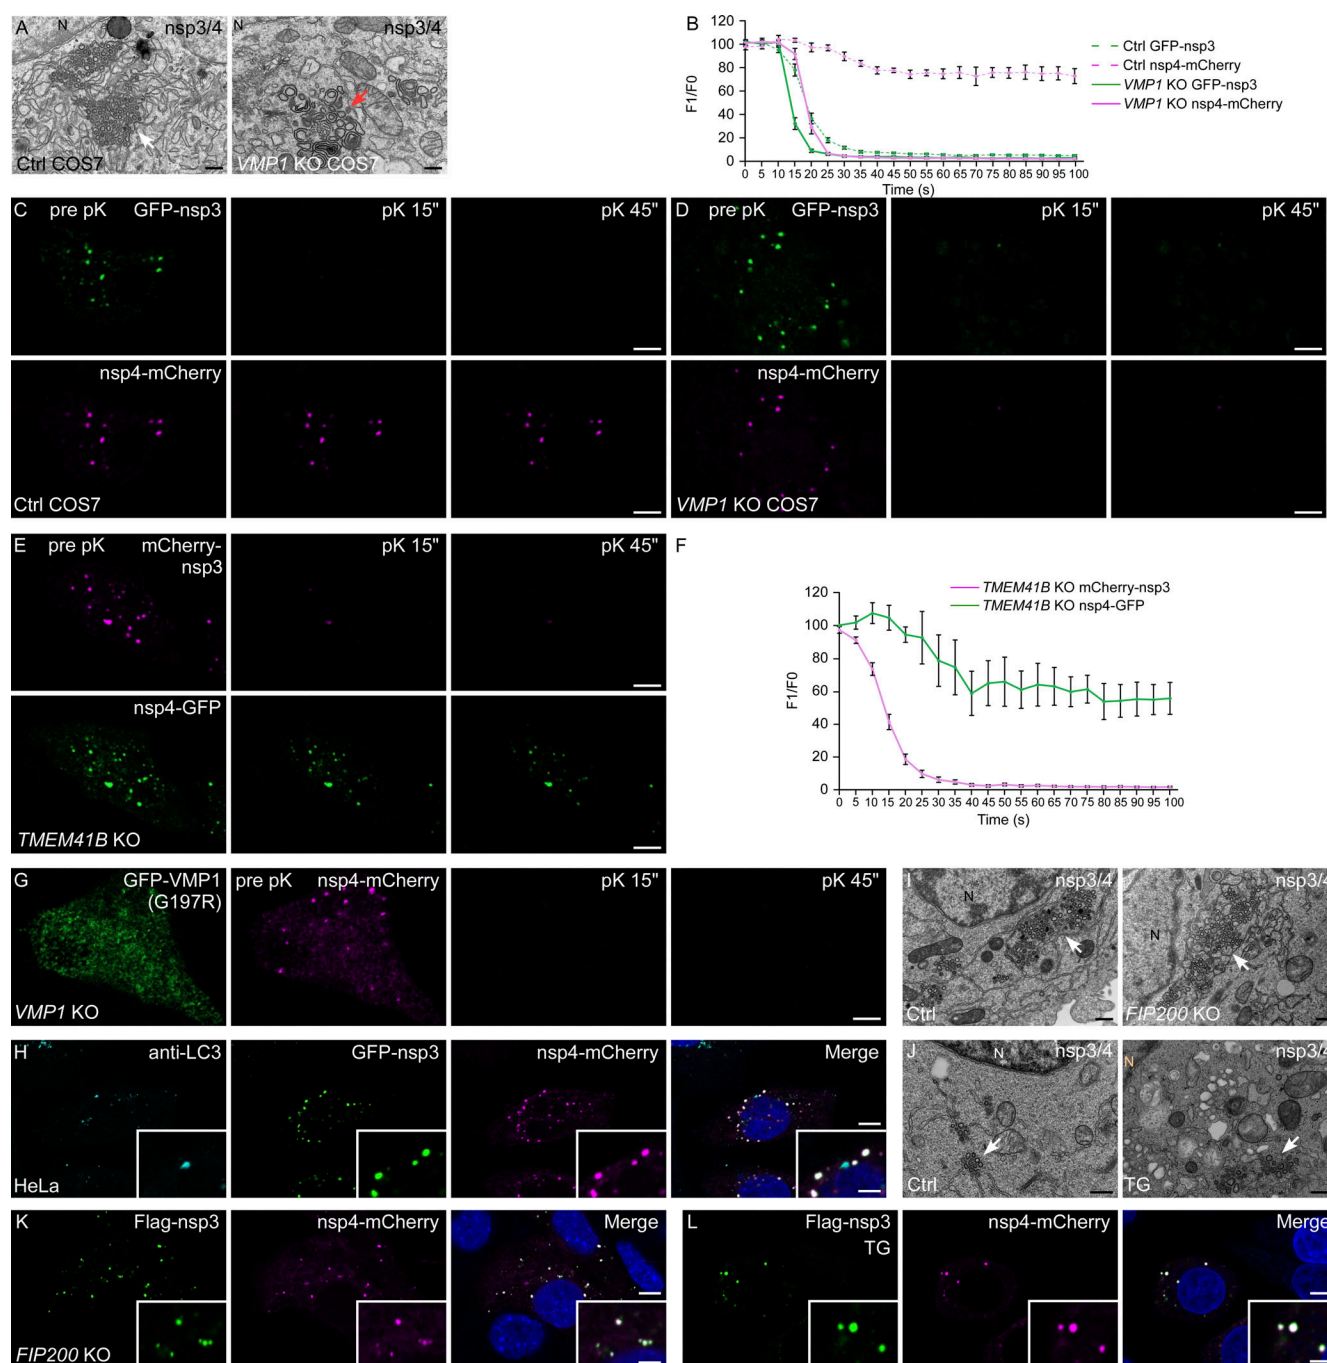 A
N
nsp3/4
Ctrl COS7
N
nsp3/4
VMP1 KO COS7
B
F1/F0
120
100
80
60
40
20
0
0 5 10 15 20 25 30 35 40 45 50 55 60 65 70 75 80 85 90 95 100
Time (s)
Ctrl GFP-nsp3
Ctrl nsp4-mCherry
VMP1 KO GFP-nsp3
VMP1 KO nsp4-mCherry
C
pre pK
GFP-nsp3
pK 15"
pK 45"
nsp4-mCherry
Ctrl COS7
D
pre pK
GFP-nsp3
pK 15"
pK 45"
nsp4-mCherry
VMP1 KO COS7
E
pre pK
mCherry-
nsp3
pK 15"
pK 45"
nsp4-GFP
TMEM41B KO
F
TMEM41B KO mCherry-nsp3
TMEM41B KO nsp4-GFP
F1/F0
120
100
80
60
40
20
0
0 5 10 15 20 25 30 35 40 45 50 55 60 65 70 75 80 85 90 95 100
Time (s)
G
GFP-VMP1
(G197R)
VMP1 KO
pre pK
nsp4-mCherry
pK 15"
pK 45"
H
anti-LC3
HeLa
GFP-nsp3
nsp4-mCherry
Merge
I
nsp3/4
N
Ctrl
nsp3/4
N
FIP200 KO
J
N
nsp3/4
Ctrl
N
nsp3/4
TG
K
Flag-nsp3
FIP200 KO
nsp4-mCherry
Merge
L
Flag-nsp3
TG
nsp4-mCherry
Merge